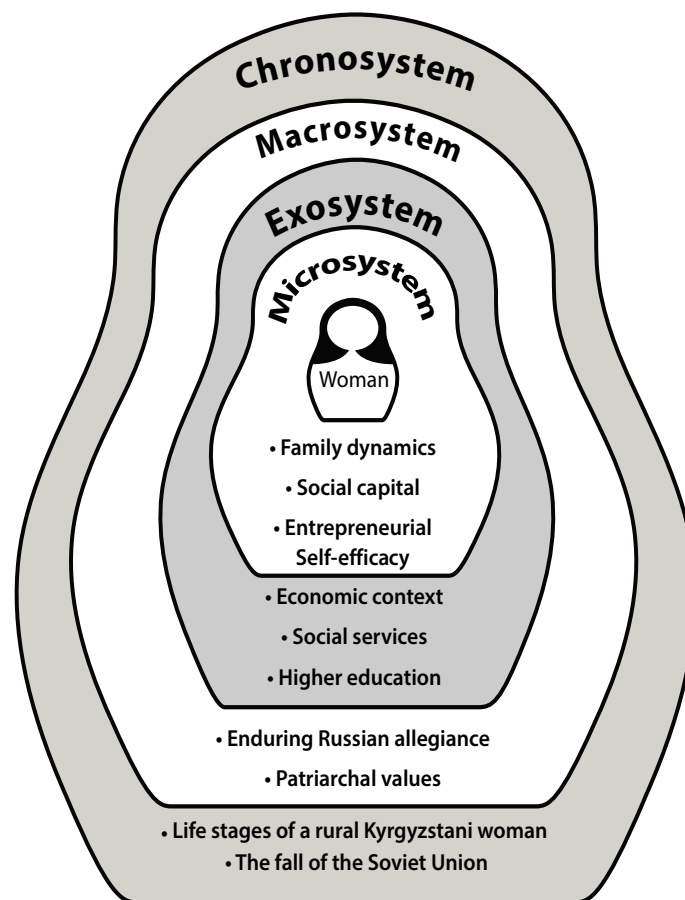 Chronosystem
Macrosystem
Exosystem
Microsystem
Woman
• Family dynamics
• Social capital
• Entrepreneurial
Self-efficacy
• Economic context
• Social services
• Higher education
• Enduring Russian allegiance
• Patriarchal values
• Life stages of a rural Kyrgyzstani woman
• The fall of the Soviet Union